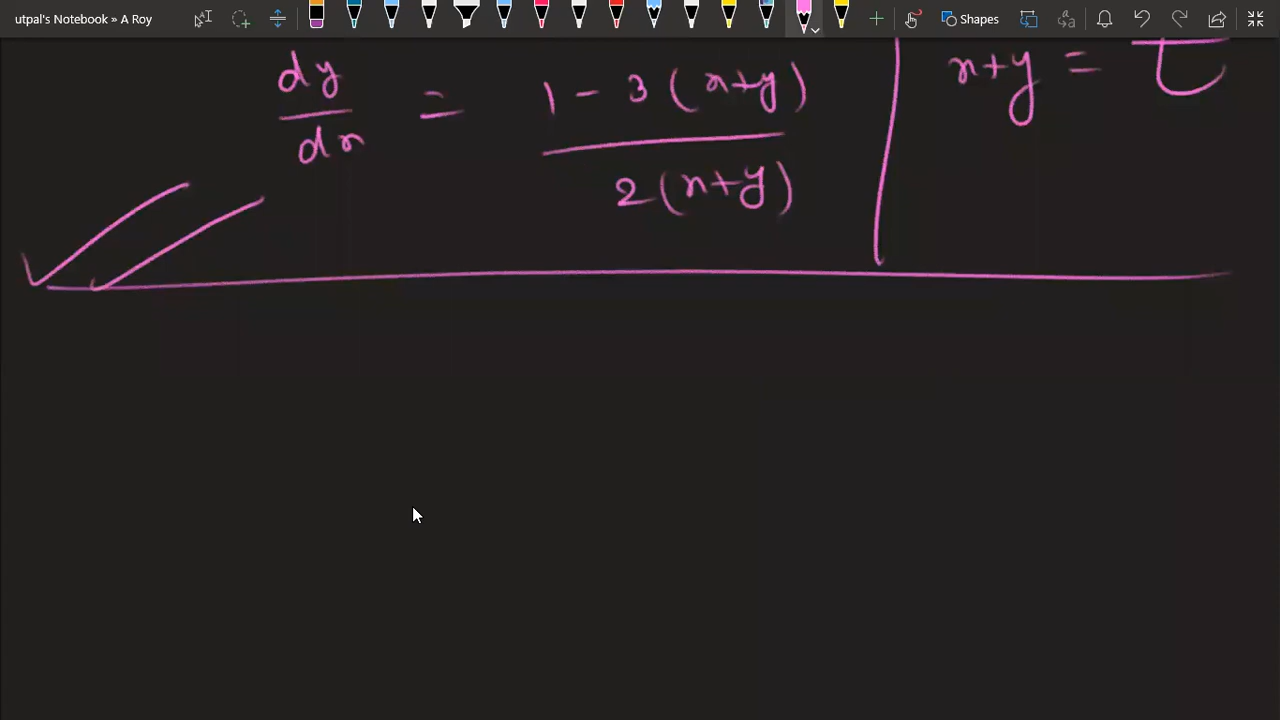 utpal's Notebook » A Roy
Shapes
dy/dx = 1 - 3(x+y) / 2(x+y)
x+y = t